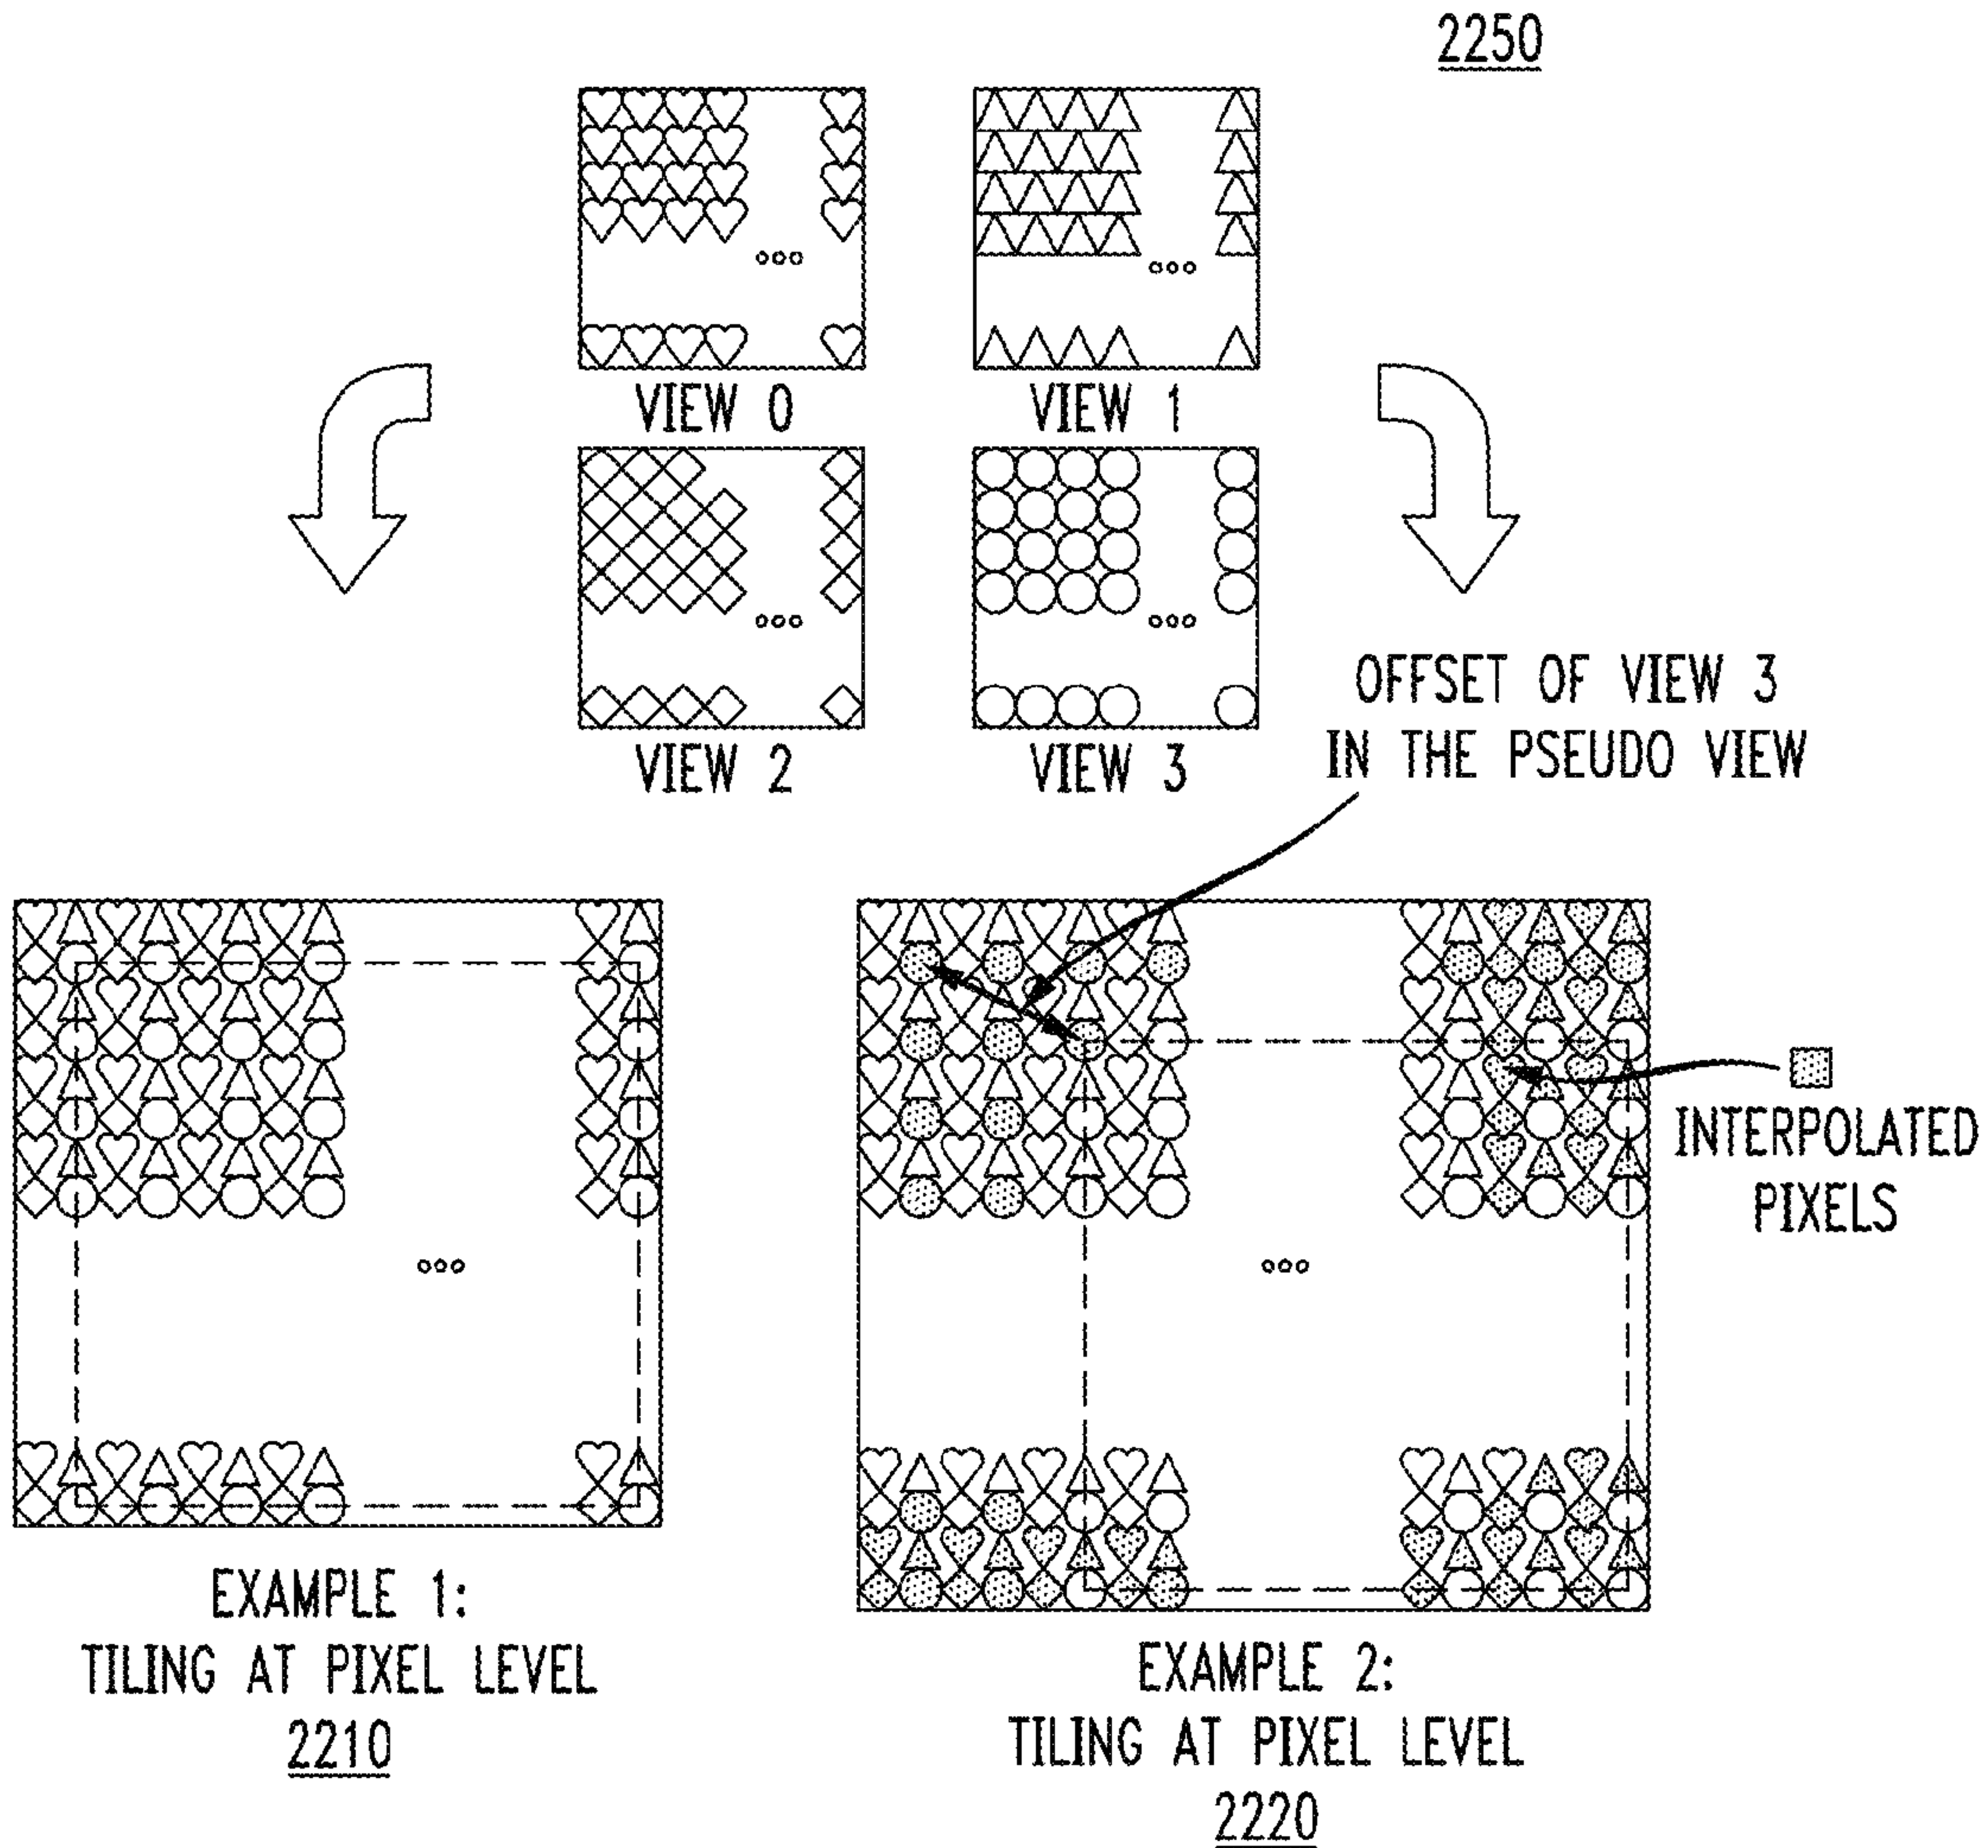 2250
VIEW 0
VIEW 1
VIEW 2
VIEW 3
OFFSET OF VIEW 3
IN THE PSEUDO VIEW
INTERPOLATED
PIXELS
EXAMPLE 1:
TILING AT PIXEL LEVEL
2210
EXAMPLE 2:
TILING AT PIXEL LEVEL
2220